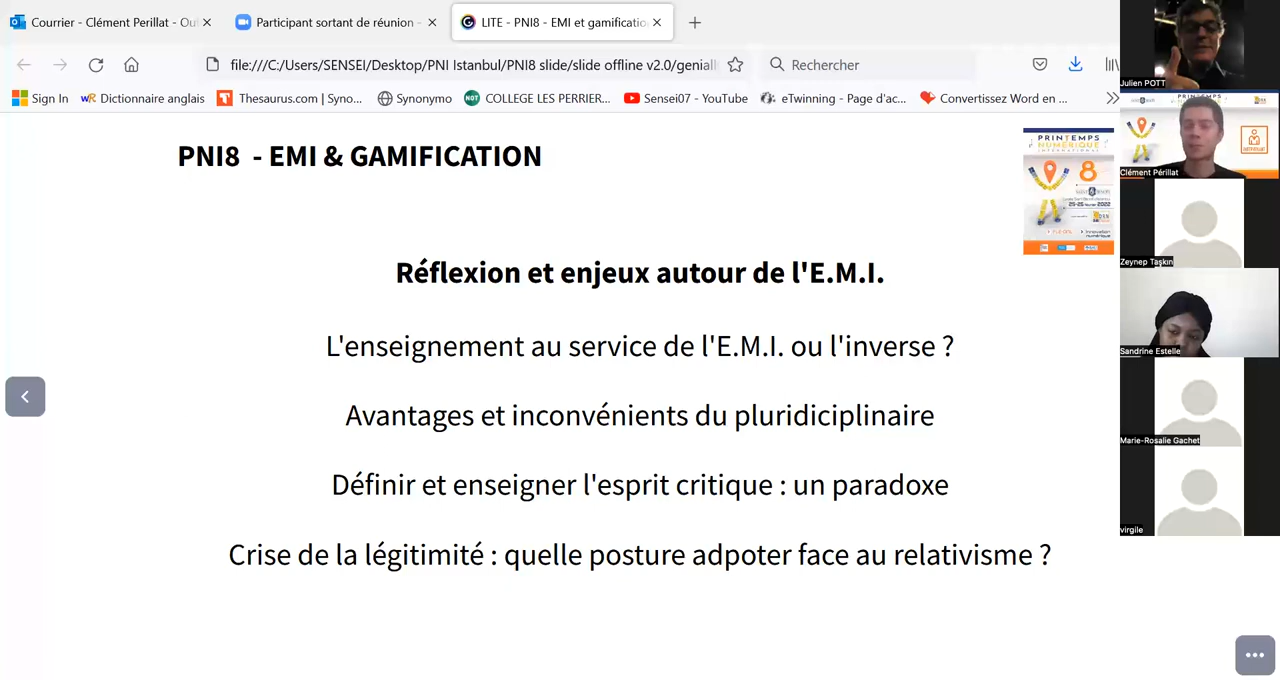 Courrier - Clément Perillat - Ou
Participant sortant de réunion -
LITE - PNI8 - EMI et gamificatio
file:///C:/Users/SENSEI/Desktop/PNI Istanbul/PNI8 slide/slide offline v2.0/genial
Rechercher
Sign In
Dictionnaire anglais
Thesaurus.com | Syno...
Synonymo
COLLEGE LES PERRIER...
Sensei07 - YouTube
eTwinning - Page d'ac...
Convertissez Word en ...
PNI8 - EMI & GAMIFICATION
PRINTEMPS
NUMÉRIQUE
INTERNATIONAL
8
Réflexion et enjeux autour de l'E.M.I.
L'enseignement au service de l'E.M.I. ou l'inverse ?
Avantages et inconvénients du pluridiciplinaire
Définir et enseigner l'esprit critique : un paradoxe
Crise de la légitimité : quelle posture adpoter face au relativisme ?
Julien POTT
Clément Périllat
Zeynep Taşkın
Sandrine Estelle
Marie-Rosalie Gachet
virgile